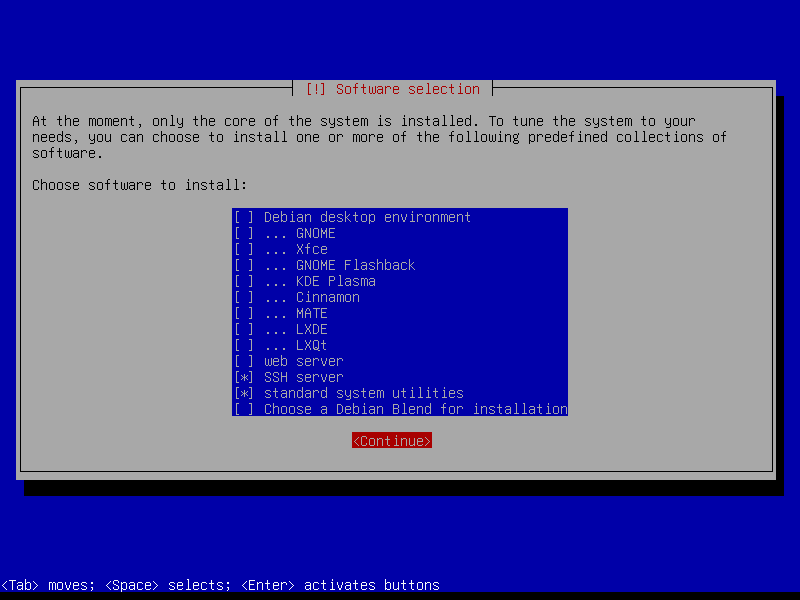 [!] Software selection
At the moment, only the core of the system is installed. To tune the system to your
needs, you can choose to install one or more of the following predefined collections of
software.
Choose software to install:
[ ] Debian desktop environment
[ ] ... GNOME
[ ] ... Xfce
[ ] ... GNOME Flashback
[ ] ... KDE Plasma
[ ] ... Cinnamon
[ ] ... MATE
[ ] ... LXDE
[ ] ... LXQt
[ ] web server
[*] SSH server
[*] standard system utilities
[ ] Choose a Debian Blend for installation
<Continue>
<Tab> moves; <Space> selects; <Enter> activates buttons